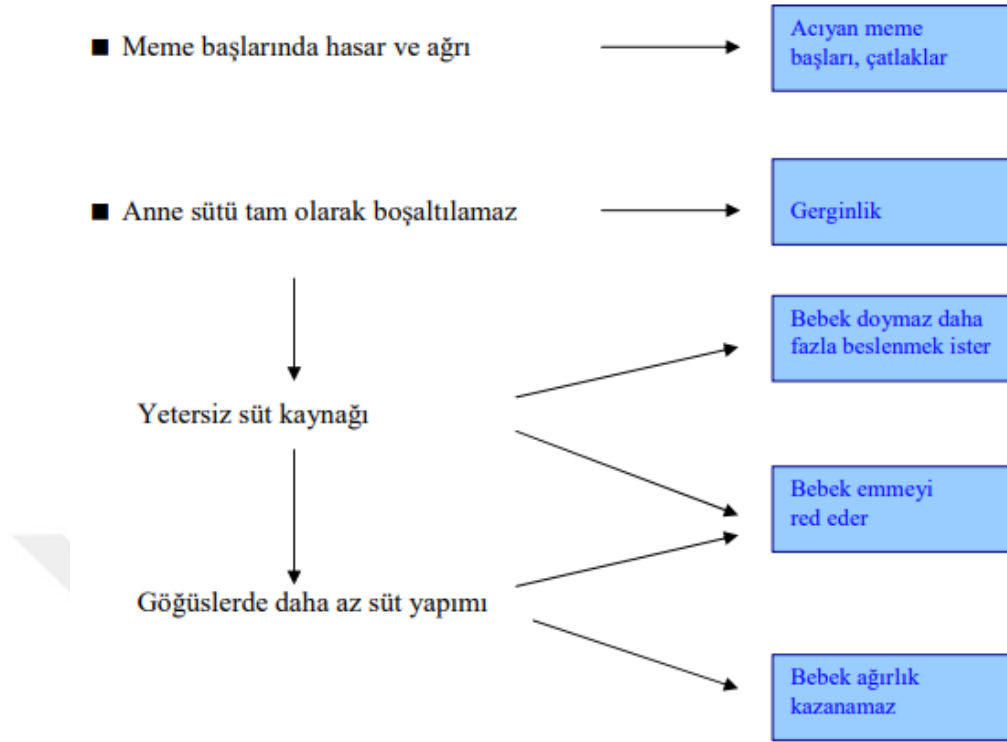 ■ Meme başlarında hasar ve ağrı
Acıyan meme
başları, çatlaklar
■ Anne sütü tam olarak boşaltılamaz
Gerginlik
Bebek doymaz daha
fazla beslenmek ister
Yetersiz süt kaynağı
Bebek emmeyi
red eder
Göğüslerde daha az süt yapımı
Bebek ağırlık
kazanamaz